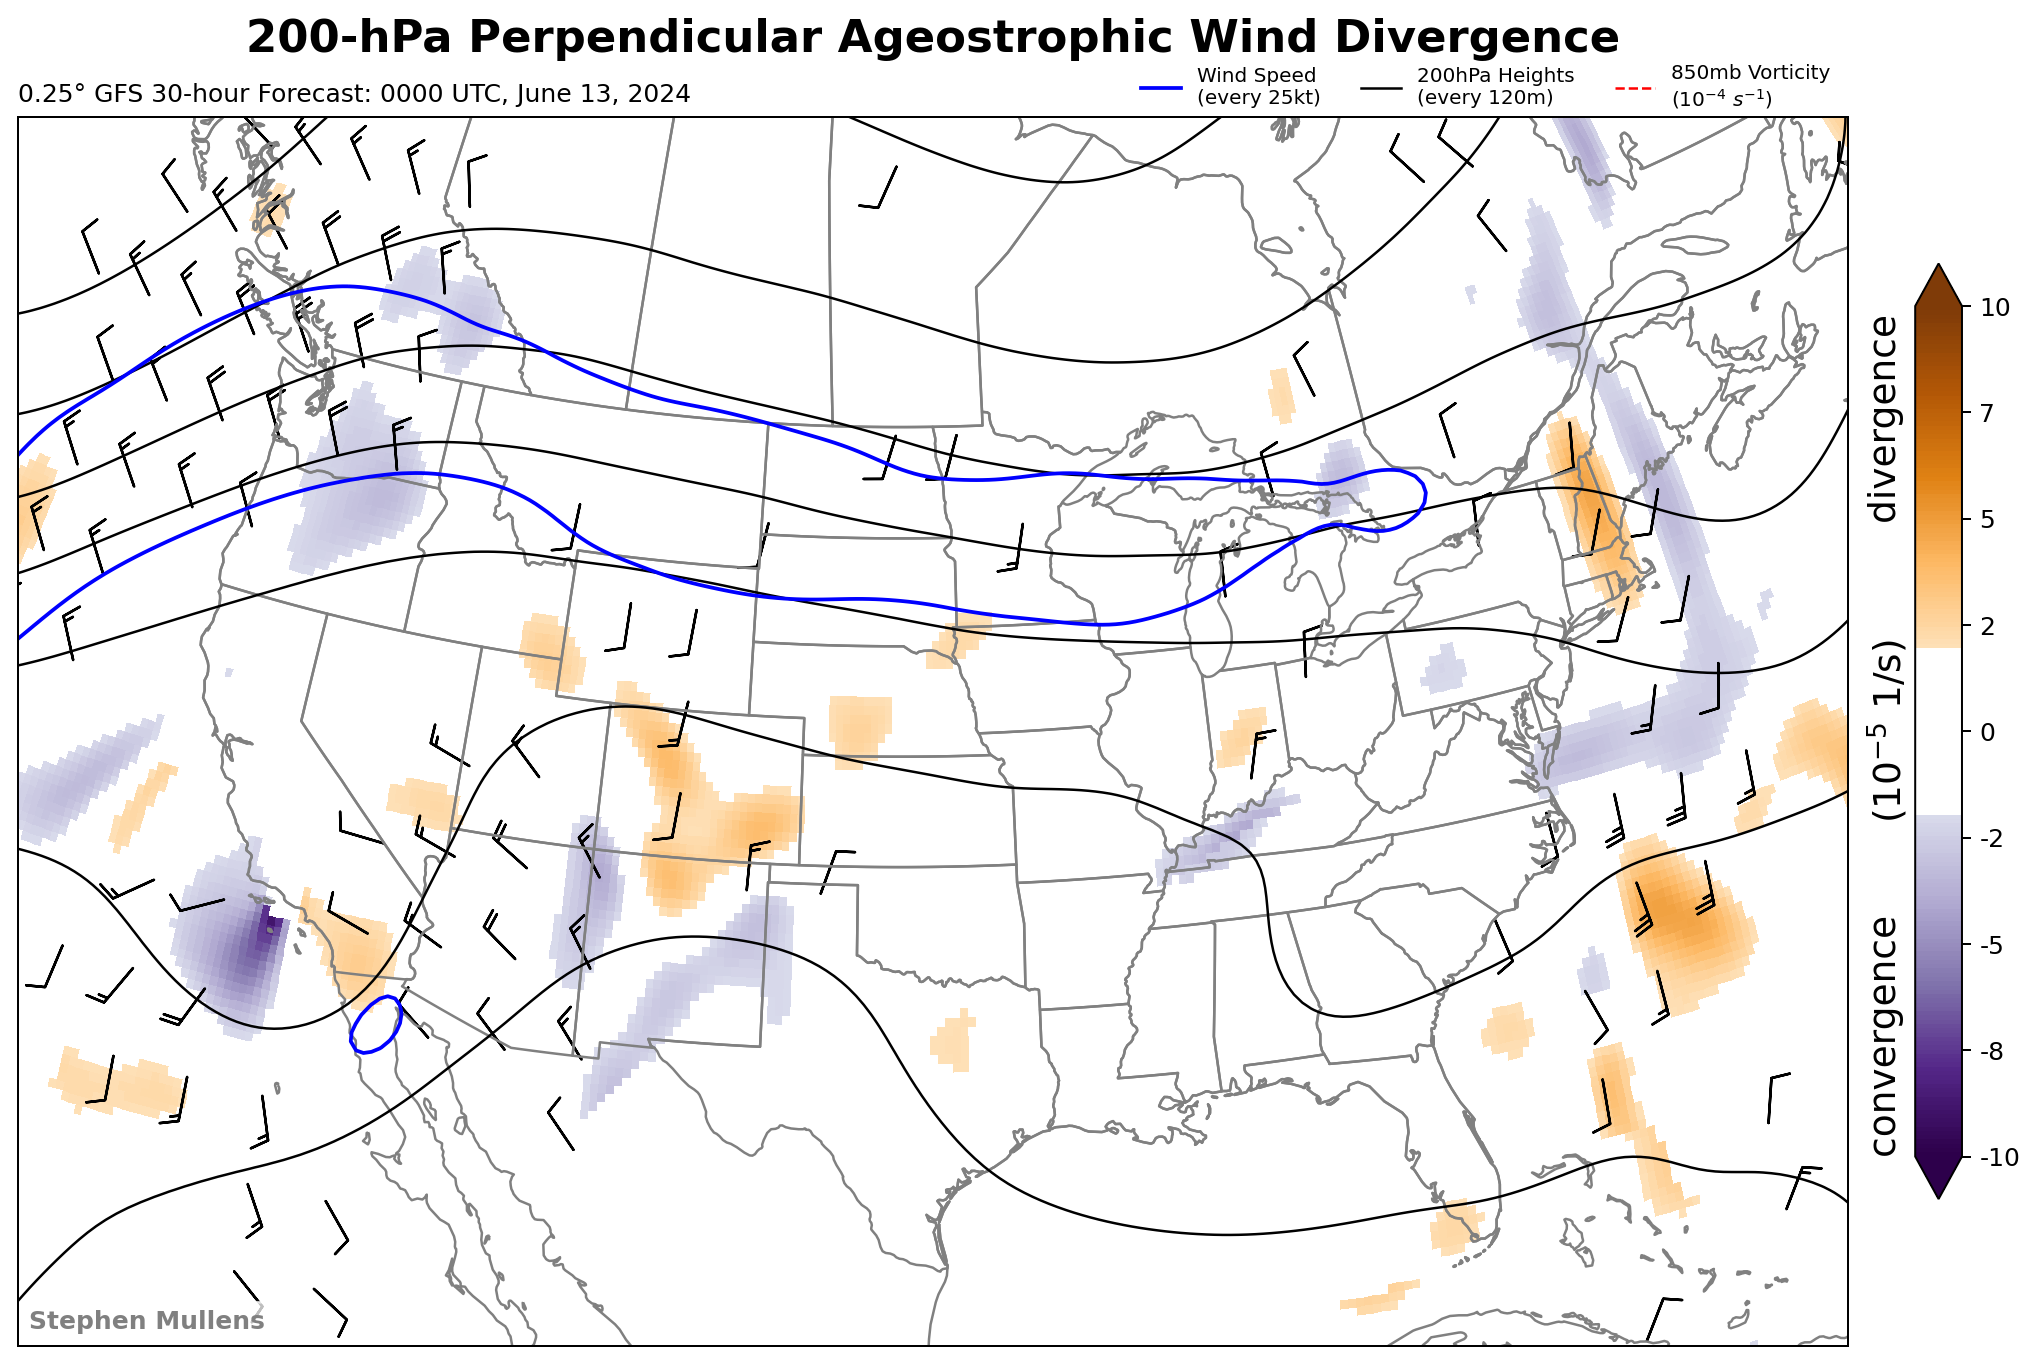 200-hPa Perpendicular Ageostrophic Wind Divergence
0.25° GFS 30-hour Forecast: 0000 UTC, June 13, 2024
Wind Speed
(every 25kt)
200hPa Heights
(every 120m)
850mb Vorticity
(10⁻⁴ s⁻¹)
10
7
5
2
0
-2
-5
-8
-10
convergence (10⁻⁵ 1/s) divergence
Stephen Mullens